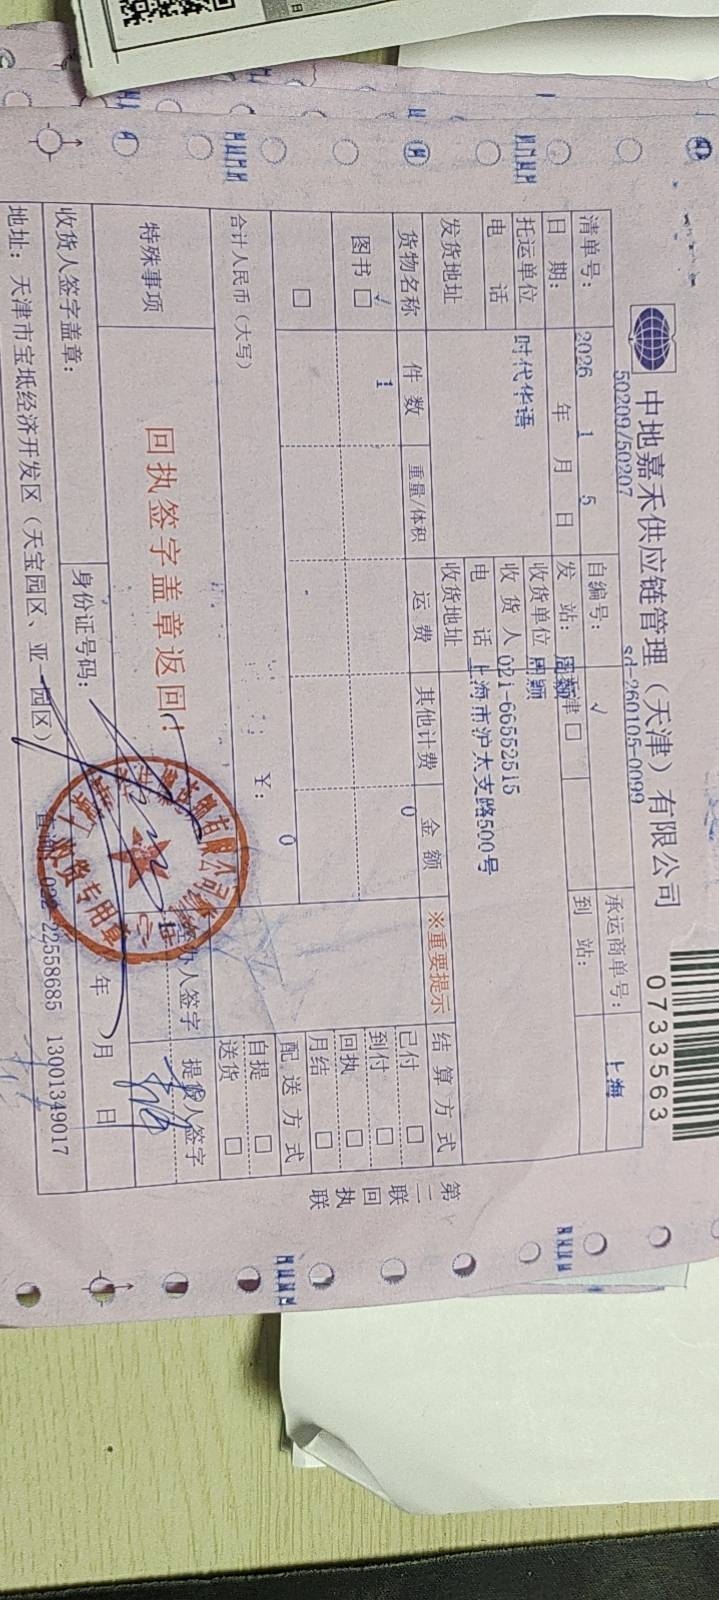 中地嘉禾供应链管理（天津）有限公司
0733563
50209/50207
sd-260105-0099
清单号：
自编号：
承运商单号：
上海
日 期：
2026 年 1 月 5 日
发 站：
津 □
√
到 站：
托运单位
时代华语
收货单位
周颖
电 话
收 货 人
021-66552515
发货地址
电 话
上海市沪太支路500号
收货地址
货物名称
件 数
重量/体积
运 费
其他计费
金 额
※重要提示
结 算 方 式
图书 □
√
1
0
已付 □
到付 □
回执 □
月结 □
□
合计人民币（大写）
￥：
0
配 送 方 式
自提 □
送货 □
特殊事项
回执签字盖章返回！
人签字
提货人签字
收货人签字盖章：
身份证号码：
年 月 日
地址：天津市宝坻经济开发区（天宝园区、亚一园区）
22558685 13001349017
第二联 回执联
收货专用章